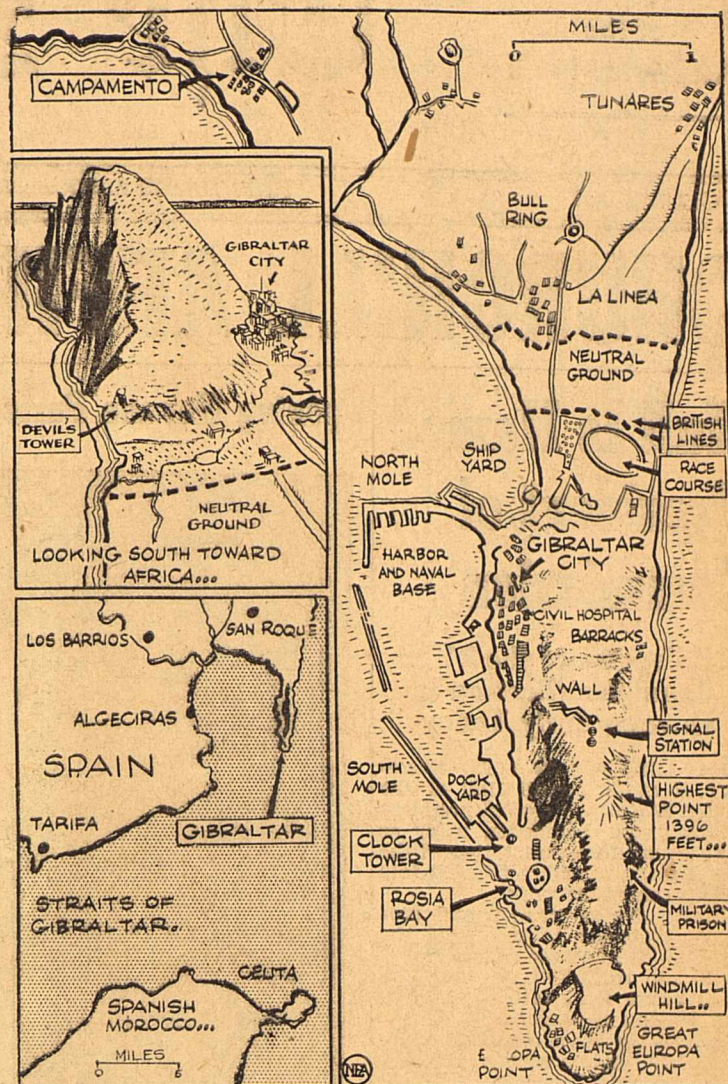 MILES
0 1
CAMPAMENTO
TUNARES
BULL
RING
LA LINEA
NEUTRAL
GROUND
BRITISH
LINES
RACE
COURSE
NORTH
MOLE
SHIP
YARD
HARBOR
AND NAVAL
BASE
GIBRALTAR
CITY
CIVIL HOSPITAL
BARRACKS
WALL
SIGNAL
STATION
SOUTH
MOLE
DOCK
YARD
HIGHEST
POINT
1396
FEET...
CLOCK
TOWER
ROSIA
BAY
MILITARY
PRISON
WINDMILL
HILL..
FLATS
GREAT
EUROPA
POINT
POINT
NEA
GIBRALTAR
CITY
DEVIL'S
TOWER
NEUTRAL
GROUND
LOOKING SOUTH TOWARD
AFRICA...
LOS BARRIOS
SAN ROQUE
ALGECIRAS
SPAIN
TARIFA
GIBRALTAR
STRAITS OF
GIBRALTAR.
CEUTA
SPANISH
MOROCCO...
MILES
0